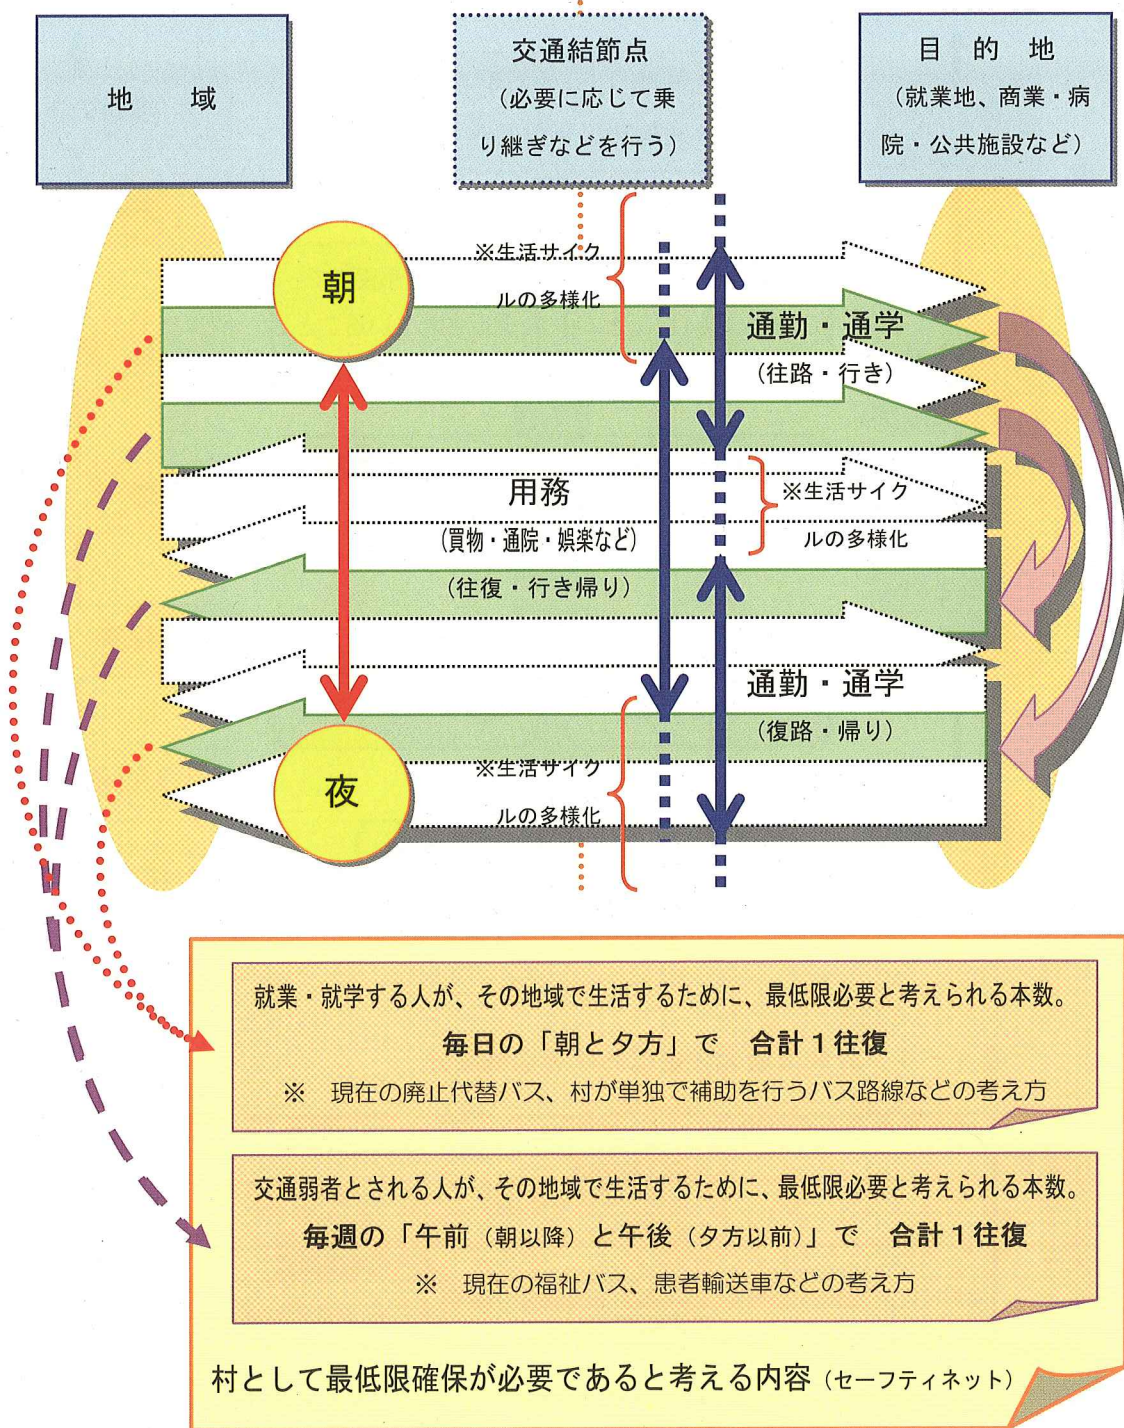 地　域
交通結節点
（必要に応じて乗
り継ぎなどを行う）
目　的　地
（就業地、商業・病
院・公共施設など）
朝
※生活サイク
ルの多様化
通勤・通学
（往路・行き）
用務
（買物・通院・娯楽など）
（往復・行き帰り）
※生活サイク
ルの多様化
通勤・通学
（復路・帰り）
夜
※生活サイク
ルの多様化
就業・就学する人が、その地域で生活するために、最低限必要と考えられる本数。
毎日の「朝と夕方」で　合計１往復
※　現在の廃止代替バス、村が単独で補助を行うバス路線などの考え方
交通弱者とされる人が、その地域で生活するために、最低限必要と考えられる本数。
毎週の「午前（朝以降）と午後（夕方以前）」で　合計１往復
※　現在の福祉バス、患者輸送車などの考え方
村として最低限確保が必要であると考える内容（セーフティネット）